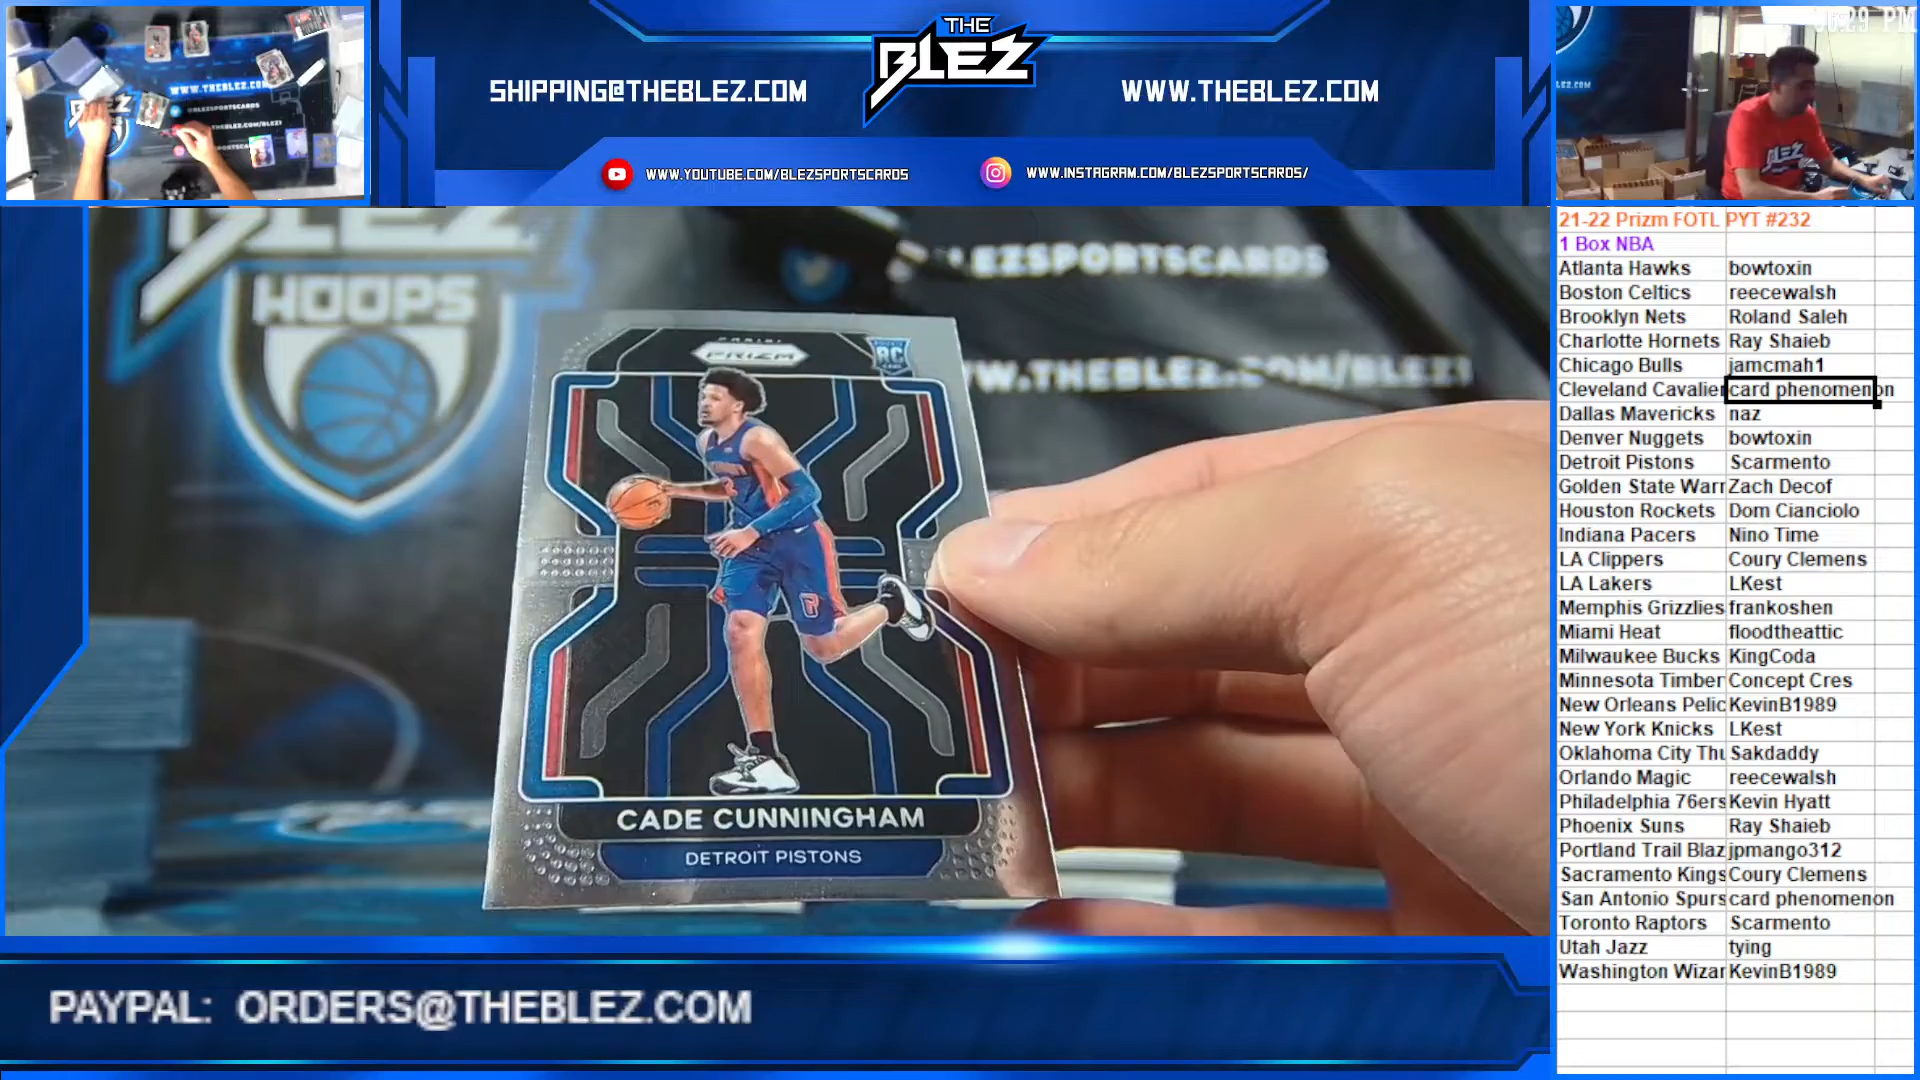 THE
BLEZ
SHIPPING@THEBLEZ.COM
WWW.THEBLEZ.COM
WWW.YOUTUBE.COM/BLEZSPORTSCARDS
WWW.INSTAGRAM.COM/BLEZSPORTSCARDS/
BLEZ
HOOPS
LEZSPORTSCARDS
WW.THEBLEZ.COM/BLEZ!
PANINI
PRIZM
RC
CADE CUNNINGHAM
DETROIT PISTONS
PAYPAL: ORDERS@THEBLEZ.COM
21-22 Prizm FOTL PYT #232
1 Box NBA
Atlanta Hawks bowtoxin
Boston Celtics reecewalsh
Brooklyn Nets Roland Saleh
Charlotte Hornets Ray Shaieb
Chicago Bulls jamcmah1
Cleveland Cavalier card phenomenon
Dallas Mavericks naz
Denver Nuggets bowtoxin
Detroit Pistons Scarmento
Golden State Warr Zach Decof
Houston Rockets Dom Cianciolo
Indiana Pacers Nino Time
LA Clippers Coury Clemens
LA Lakers LKest
Memphis Grizzlies frankoshen
Miami Heat floodtheattic
Milwaukee Bucks KingCoda
Minnesota Timber Concept Cres
New Orleans Pelic KevinB1989
New York Knicks LKest
Oklahoma City Thu Sakdaddy
Orlando Magic reecewalsh
Philadelphia 76ers Kevin Hyatt
Phoenix Suns Ray Shaieb
Portland Trail Blaz jpmango312
Sacramento Kings Coury Clemens
San Antonio Spurs card phenomenon
Toronto Raptors Scarmento
Utah Jazz tying
Washington Wizar KevinB1989